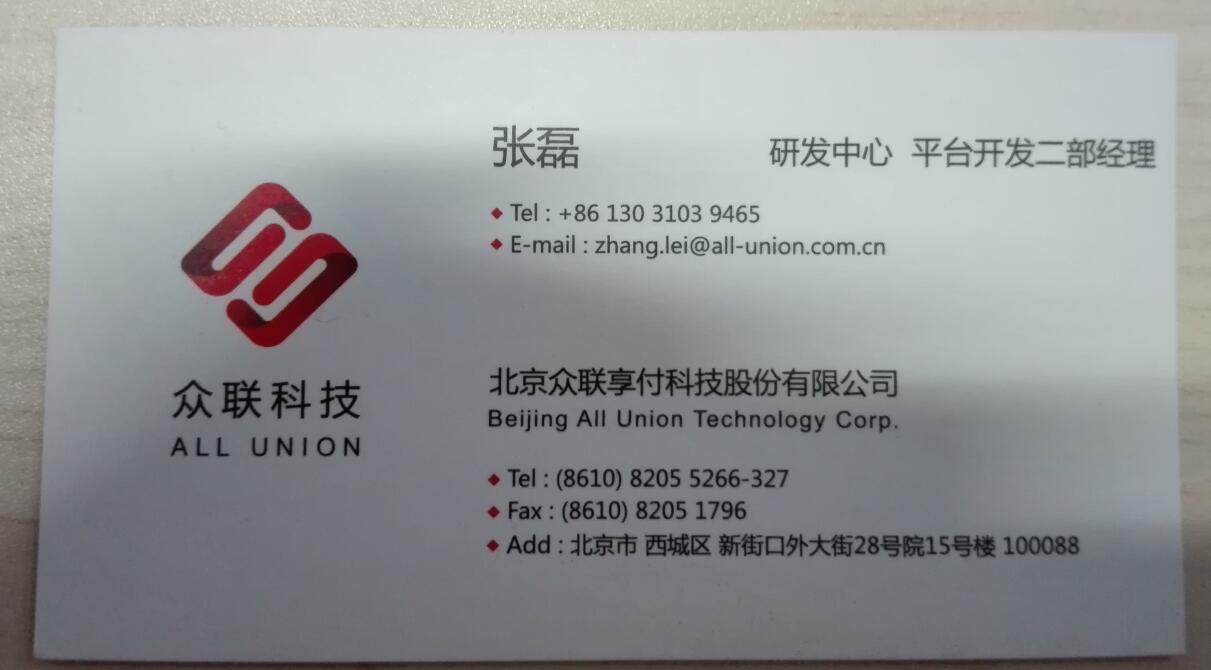 张磊 研发中心 平台开发二部经理
Tel : +86 130 3103 9465
E-mail : zhang.lei@all-union.com.cn
众联科技
ALL UNION
北京众联享付科技股份有限公司
Beijing All Union Technology Corp.
Tel : (8610) 8205 5266-327
Fax : (8610) 8205 1796
Add : 北京市 西城区 新街口外大街28号院15号楼 100088